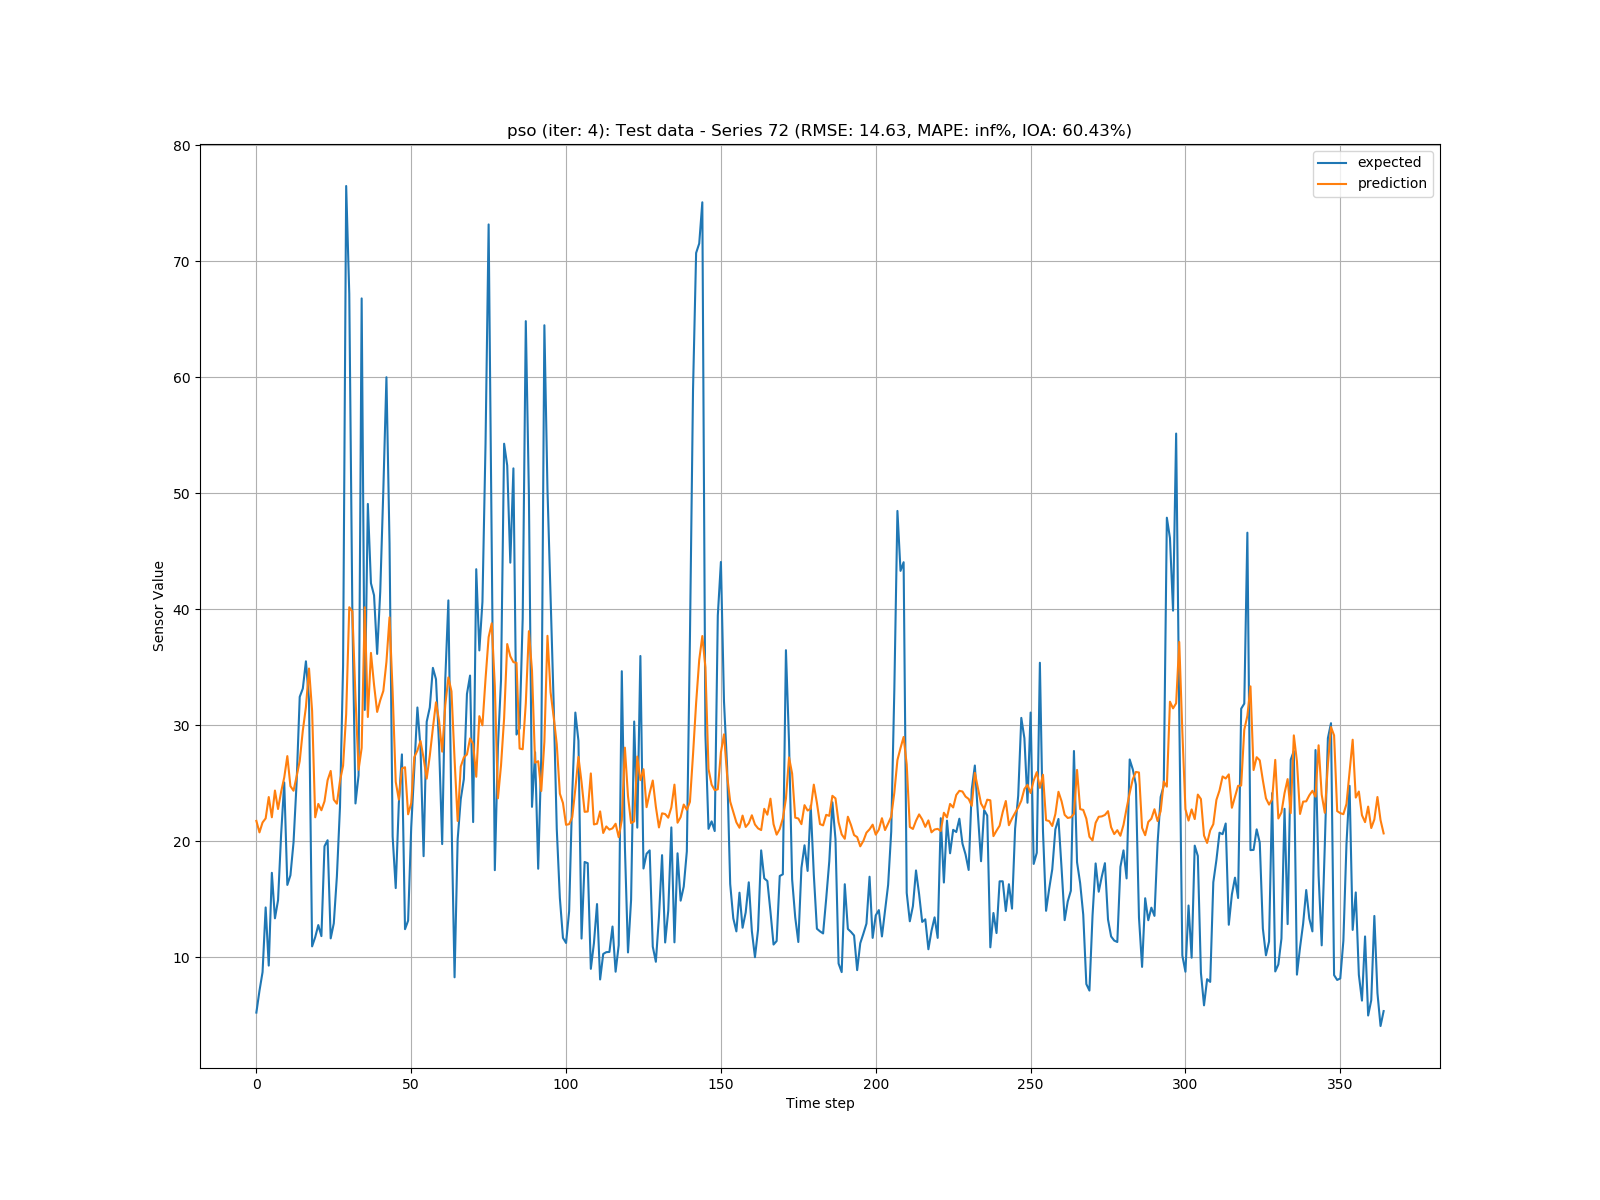 pso (iter: 4): Test data - Series 72 (RMSE: 14.63, MAPE: inf%, IOA: 60.43%)
expected
prediction
80
70
60
50
40
30
20
10
Sensor Value
0 50 100 150 200 250 300 350
Time step